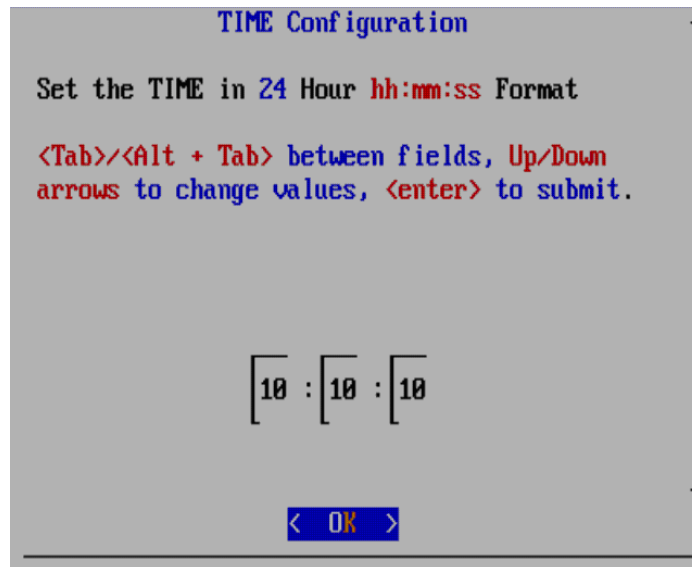 TIME Configuration
Set the TIME in 24 Hour hh:mm:ss Format
<Tab>/<Alt + Tab> between fields, Up/Down
arrows to change values, <enter> to submit.
10 : 10 : 10
< OK >